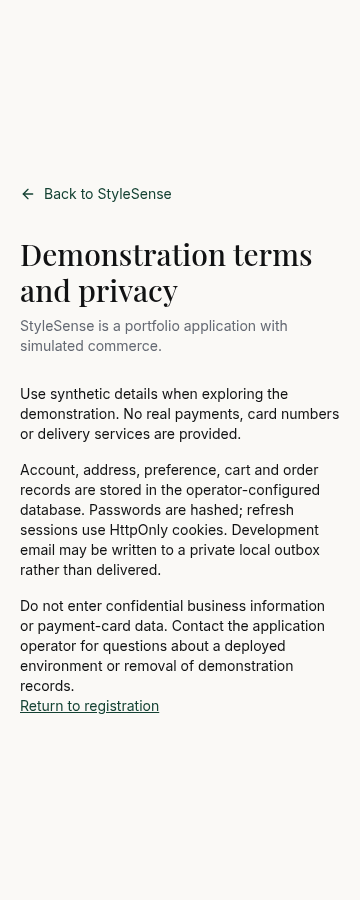 Back to StyleSense
Demonstration terms
and privacy
StyleSense is a portfolio application with
simulated commerce.
Use synthetic details when exploring the
demonstration. No real payments, card numbers
or delivery services are provided.
Account, address, preference, cart and order
records are stored in the operator-configured
database. Passwords are hashed; refresh
sessions use HttpOnly cookies. Development
email may be written to a private local outbox
rather than delivered.
Do not enter confidential business information
or payment-card data. Contact the application
operator for questions about a deployed
environment or removal of demonstration
records.
Return to registration